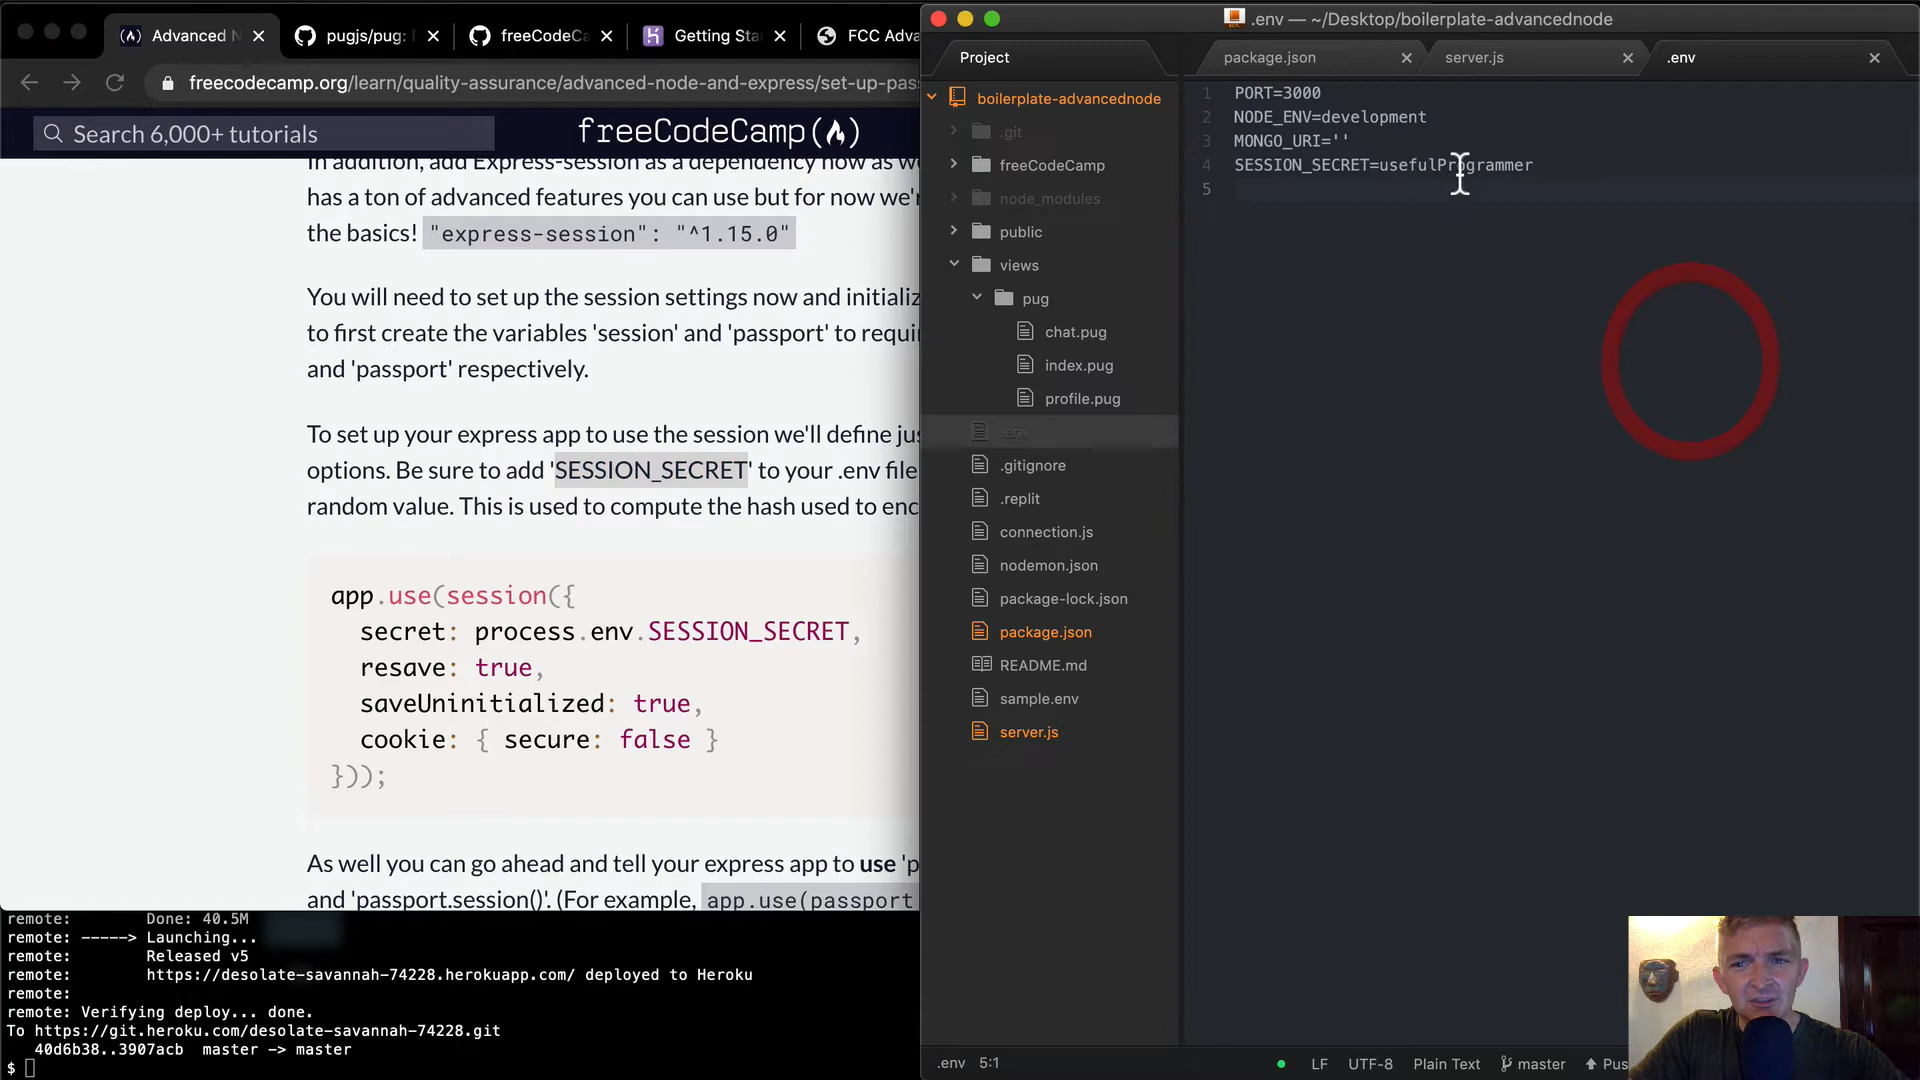 Advanced N
pugjs/pug:
freeCodeCa
Getting Sta
FCC Adva
freecodecamp.org/learn/quality-assurance/advanced-node-and-express/set-up-pas
Search 6,000+ tutorials
freeCodeCamp
In addition, add Express-session as a dependency now as we
has a ton of advanced features you can use but for now we'r
the basics! "express-session": "^1.15.0"
You will need to set up the session settings now and initializ
to first create the variables 'session' and 'passport' to requir
and 'passport' respectively.
To set up your express app to use the session we'll define jus
options. Be sure to add 'SESSION_SECRET' to your .env file
random value. This is used to compute the hash used to enc
app.use(session({
secret: process.env.SESSION_SECRET,
resave: true,
saveUninitialized: true,
cookie: { secure: false }
}));
As well you can go ahead and tell your express app to use 'p
and 'passport.session()'. (For example, app.use(passport
remote: Done: 40.5M
remote: -----> Launching...
remote: Released v5
remote: https://desolate-savannah-74228.herokuapp.com/ deployed to Heroku
remote:
remote: Verifying deploy... done.
To https://git.heroku.com/desolate-savannah-74228.git
40d6b38..3907acb master -> master
$
.env — ~/Desktop/boilerplate-advancednode
Project
package.json
server.js
.env
boilerplate-advancednode
.git
freeCodeCamp
node_modules
public
views
pug
chat.pug
index.pug
profile.pug
.env
.gitignore
.replit
connection.js
nodemon.json
package-lock.json
package.json
README.md
sample.env
server.js
1 PORT=3000
2 NODE_ENV=development
3 MONGO_URI=''
4 SESSION_SECRET=usefulProgrammer
5
.env 5:1
LF UTF-8 Plain Text master Pus